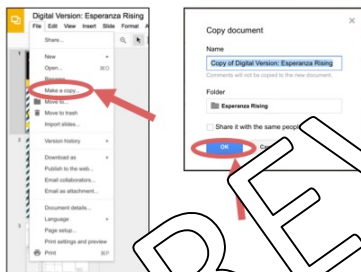 Digital Version: Esperanza Rising
File Edit View Insert Slide Format
Share...
New
Open... ⌘O
Rename...
Make a copy...
Move to...
Move to trash
Import slides...
Version history
Download as
Publish to the web...
Email collaborators...
Email as attachment...
Document details...
Language
Page setup...
Print settings and preview
Print ⌘P
Copy document
Name
Copy of Digital Version: Esperanza Rising
Comments will not be copied to the new document.
Folder
Esperanza Rising
Share it with the same people
OK
PREV